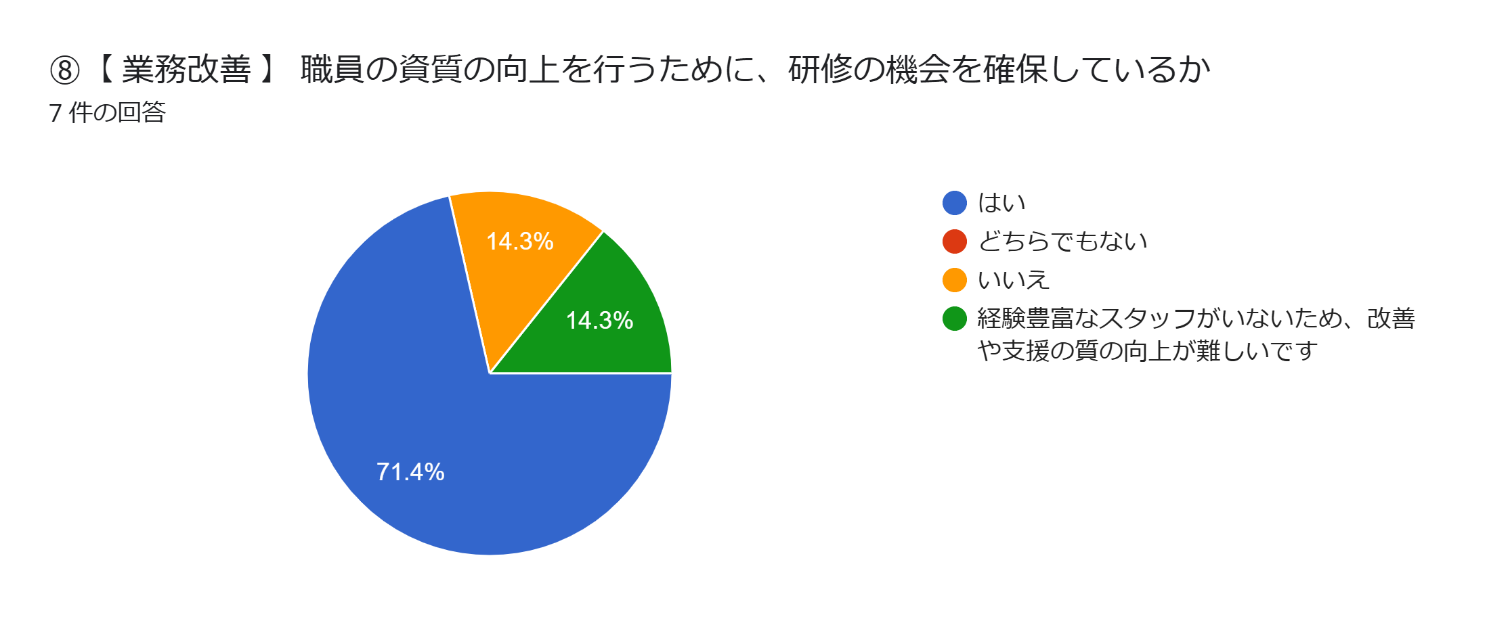 ⑧【 業務改善 】 職員の資質の向上を行うために、研修の機会を確保しているか
7 件の回答
はい
どちらでもない
いいえ
経験豊富なスタッフがいないため、改善
や支援の質の向上が難しいです
14.3%
14.3%
71.4%